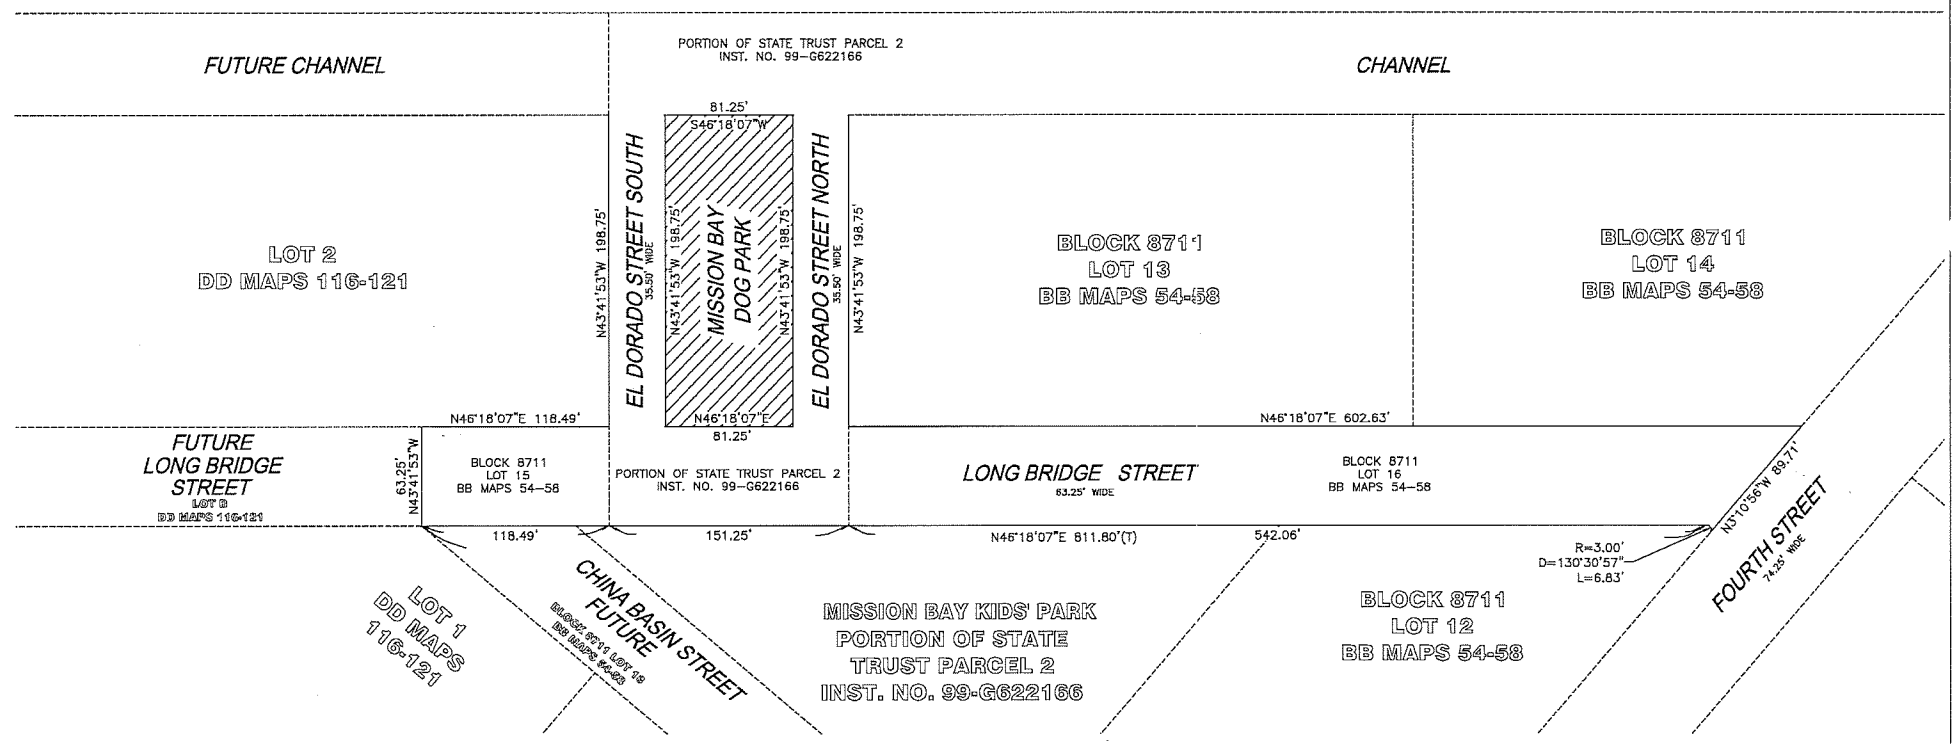 PORTION OF STATE TRUST PARCEL 2
INST. NO. 99-G622166
FUTURE CHANNEL
CHANNEL
81.25'
S46°18'07"W
EL DORADO STREET SOUTH
35.50' WIDE
N43°41'53"W 198.75'
N43°41'53"W 198.75'
MISSION BAY
DOG PARK
N43°41'53"W 198.75'
EL DORADO STREET NORTH
35.50' WIDE
N43°41'53"W 198.75'
LOT 2
DD MAPS 116-121
BLOCK 8711
LOT 13
BB MAPS 54-58
BLOCK 8711
LOT 14
BB MAPS 54-58
N46°18'07"E 118.49'
N46°18'07"E
81.25'
N46°18'07"E 602.63'
FUTURE
LONG BRIDGE
STREET
LOT B
DD MAPS 116-121
63.25'
N43°41'53"W
BLOCK 8711
LOT 15
BB MAPS 54-58
PORTION OF STATE TRUST PARCEL 2
INST. NO. 99-G622166
LONG BRIDGE STREET
63.25' WIDE
BLOCK 8711
LOT 16
BB MAPS 54-58
N3°10'56"W 89.71'
FOURTH STREET
74.25' WIDE
118.49'
151.25'
N46°18'07"E 811.80'(T)
542.06'
R=3.00'
D=130°30'57"
L=6.83'
LOT 1
DD MAPS
116-121
CHINA BASIN STREET
FUTURE
BLOCK 8711 LOT 18
BB MAPS 54-58
MISSION BAY KIDS' PARK
PORTION OF STATE
TRUST PARCEL 2
INST. NO. 99-G622166
BLOCK 8711
LOT 12
BB MAPS 54-58